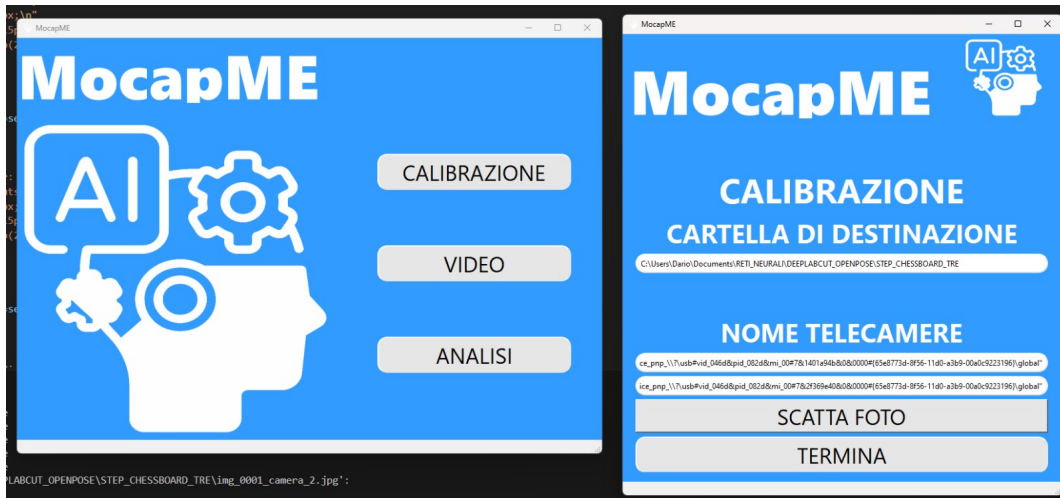 MocapME
MocapME
AI
CALIBRAZIONE
VIDEO
ANALISI
MocapME
MocapME
AI
CALIBRAZIONE
CARTELLA DI DESTINAZIONE
C:\Users\Dario\Documents\RETI_NEURALI\DEEPLABCUT_OPENPOSE\STEP_CHESSBOARD_TRE
NOME TELECAMERE
ce_pnp_\\?\usb#vid_046d&pid_082d&mi_00#7&1401a94b&0&0000#{65e8773d-8f56-11d0-a3b9-00a0c9223196}\global"
ice_pnp_\\?\usb#vid_046d&pid_082d&mi_00#7&2f369e40&0&0000#{65e8773d-8f56-11d0-a3b9-00a0c9223196}\global"
SCATTA FOTO
TERMINA
PLABCUT_OPENPOSE\STEP_CHESSBOARD_TRE\img_0001_camera_2.jpg':